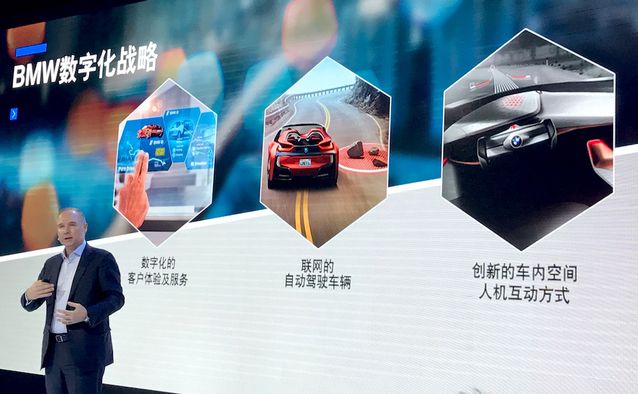 BMW数字化战略
数字化的
客户体验及服务
联网的
自动驾驶车辆
创新的车内空间
人机互动方式